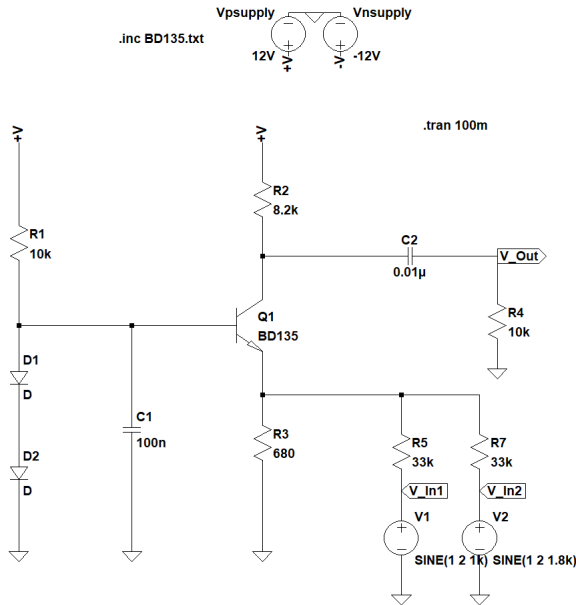 Vpsupply Vnsupply
.inc BD135.txt
12V -12V
+V -V
+V +V
.tran 100m
R2
8.2k
R1
10k
C2
0.01µ
V_Out
Q1
BD135
R4
10k
D1
D
C1
100n
R3
680
R5
33k
R7
33k
D2
D
V_In1 V_In2
V1 V2
SINE(1 2 1k) SINE(1 2 1.8k)
+ − + −
+ − + −